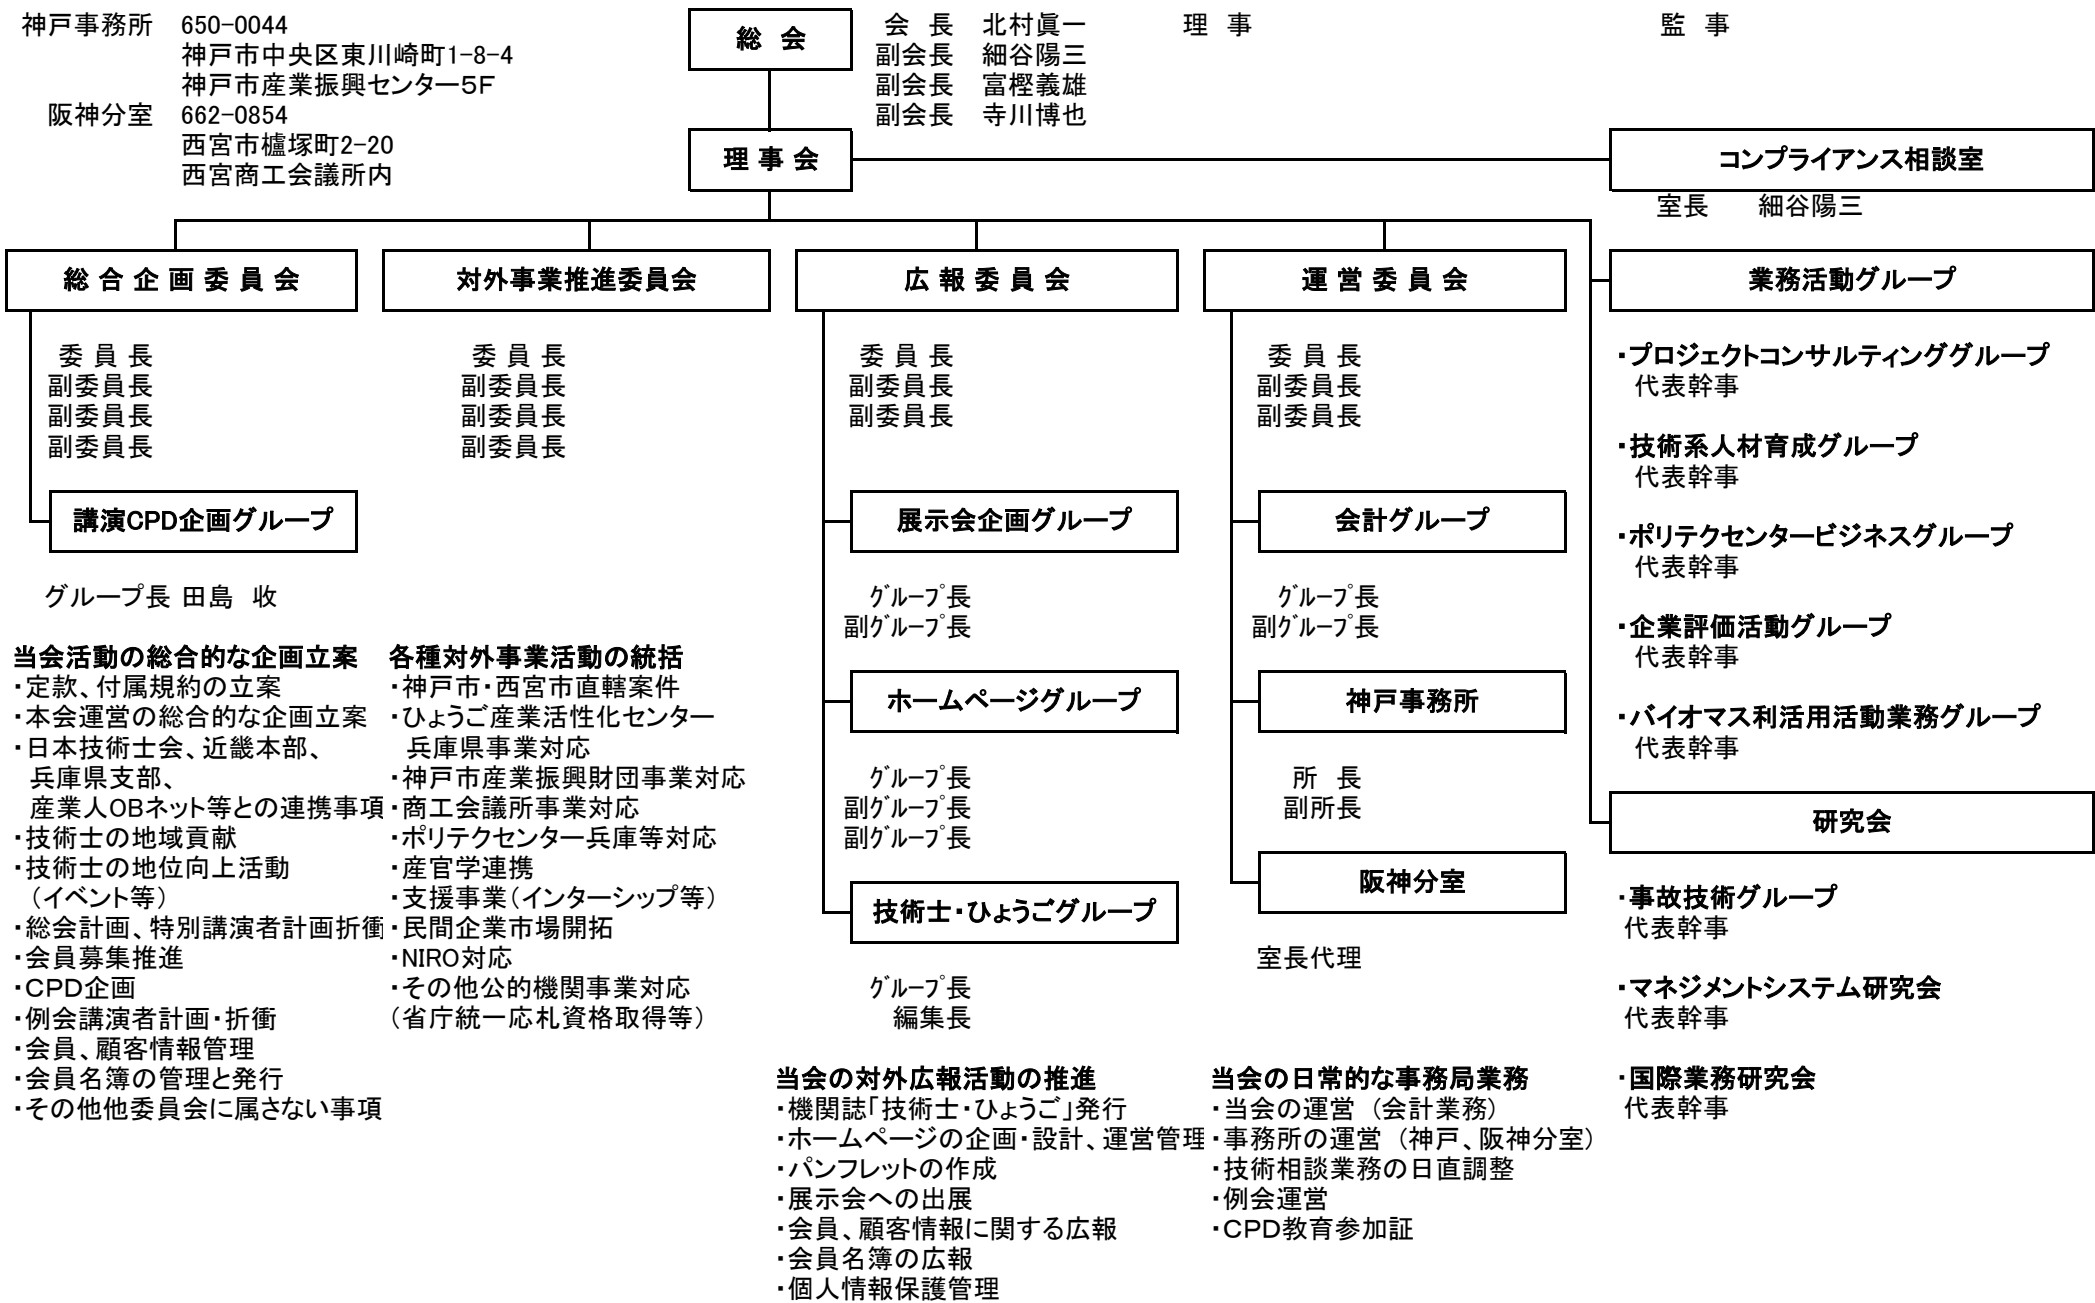 神戸事務所 650-0044
神戸市中央区東川崎町1-8-4
神戸市産業振興センター5F
阪神分室 662-0854
西宮市櫨塚町2-20
西宮商工会議所内
総 会
会 長 北村眞一
副会長 細谷陽三
副会長 富樫義雄
副会長 寺川博也
理 事
監 事
理 事 会
コンプライアンス相談室
室長 細谷陽三
総 合 企 画 委 員 会
委 員 長
副委員長
副委員長
副委員長
講演CPD企画グループ
グループ長 田島 收
当会活動の総合的な企画立案
・定款、付属規約の立案
・本会運営の総合的な企画立案
・日本技術士会、近畿本部、
兵庫県支部、
産業人OBネット等との連携事項
・技術士の地域貢献
・技術士の地位向上活動
（イベント等）
・総会計画、特別講演者計画折衝
・会員募集推進
・CPD企画
・例会講演者計画・折衝
・会員、顧客情報管理
・会員名簿の管理と発行
・その他他委員会に属さない事項
対外事業推進委員会
委 員 長
副委員長
副委員長
副委員長
各種対外事業活動の統括
・神戸市・西宮市直轄案件
・ひょうご産業活性化センター
兵庫県事業対応
・神戸市産業振興財団事業対応
・商工会議所事業対応
・ポリテクセンター兵庫等対応
・産官学連携
・支援事業（インターシップ等）
・民間企業市場開拓
・NIRO対応
・その他公的機関事業対応
（省庁統一応札資格取得等）
広 報 委 員 会
委 員 長
副委員長
副委員長
展示会企画グループ
ｸﾞﾙｰﾌﾟ長
副ｸﾞﾙｰﾌﾟ長
ホームページグループ
ｸﾞﾙｰﾌﾟ長
副ｸﾞﾙｰﾌﾟ長
副ｸﾞﾙｰﾌﾟ長
技術士・ひょうごグループ
ｸﾞﾙｰﾌﾟ長
編集長
当会の対外広報活動の推進
・機関誌「技術士・ひょうご」発行
・ホームページの企画・設計、運営管理
・パンフレットの作成
・展示会への出展
・会員、顧客情報に関する広報
・会員名簿の広報
・個人情報保護管理
運 営 委 員 会
委 員 長
副委員長
副委員長
会計グループ
ｸﾞﾙｰﾌﾟ長
副ｸﾞﾙｰﾌﾟ長
神戸事務所
所 長
副所長
阪神分室
室長代理
当会の日常的な事務局業務
・当会の運営 （会計業務）
・事務所の運営 （神戸、阪神分室）
・技術相談業務の日直調整
・例会運営
・CPD教育参加証
業務活動グループ
・プロジェクトコンサルティンググループ
代表幹事
・技術系人材育成グループ
代表幹事
・ポリテクセンタービジネスグループ
代表幹事
・企業評価活動グループ
代表幹事
・バイオマス利活用活動業務グループ
代表幹事
研究会
・事故技術グループ
代表幹事
・マネジメントシステム研究会
代表幹事
・国際業務研究会
代表幹事